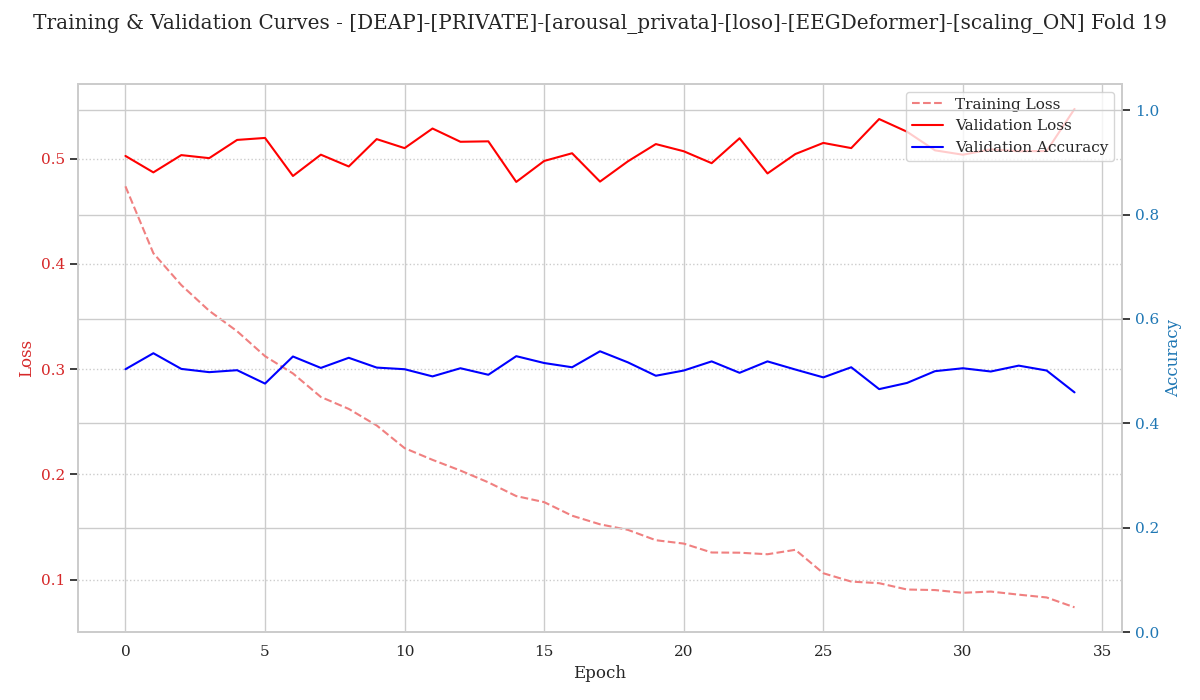 Training & Validation Curves - [DEAP]-[PRIVATE]-[arousal_privata]-[loso]-[EEGDeformer]-[scaling_ON] Fold 19
Training Loss
Validation Loss
Validation Accuracy
Loss
0.5
0.4
0.3
0.2
0.1
1.0
0.8
0.6
0.4
0.2
0.0
Accuracy
0 5 10 15 20 25 30 35
Epoch